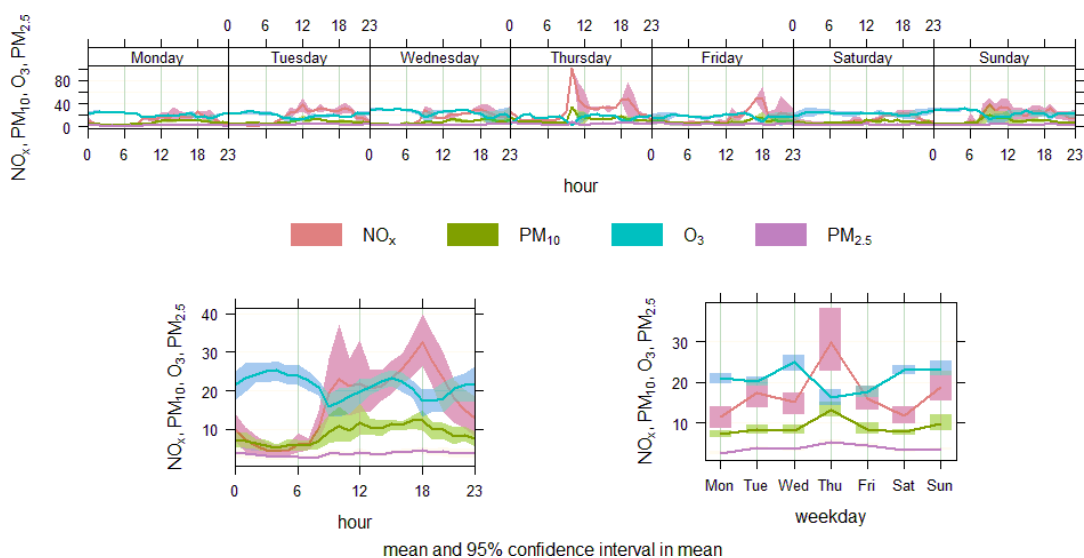 0 6 12 18 23 0 6 12 18 23 0 6 12 18 23
Monday Tuesday Wednesday Thursday Friday Saturday Sunday
NOₓ, PM₁₀, O₃, PM₂.₅
80
40
0
0 6 12 18 23 0 6 12 18 23 0 6 12 18 23 0 6 12 18 23
hour
NOₓ PM₁₀ O₃ PM₂.₅
NOₓ, PM₁₀, O₃, PM₂.₅
40
30
20
10
0 6 12 18 23
hour
NOₓ, PM₁₀, O₃, PM₂.₅
30
20
10
Mon Tue Wed Thu Fri Sat Sun
weekday
mean and 95% confidence interval in mean